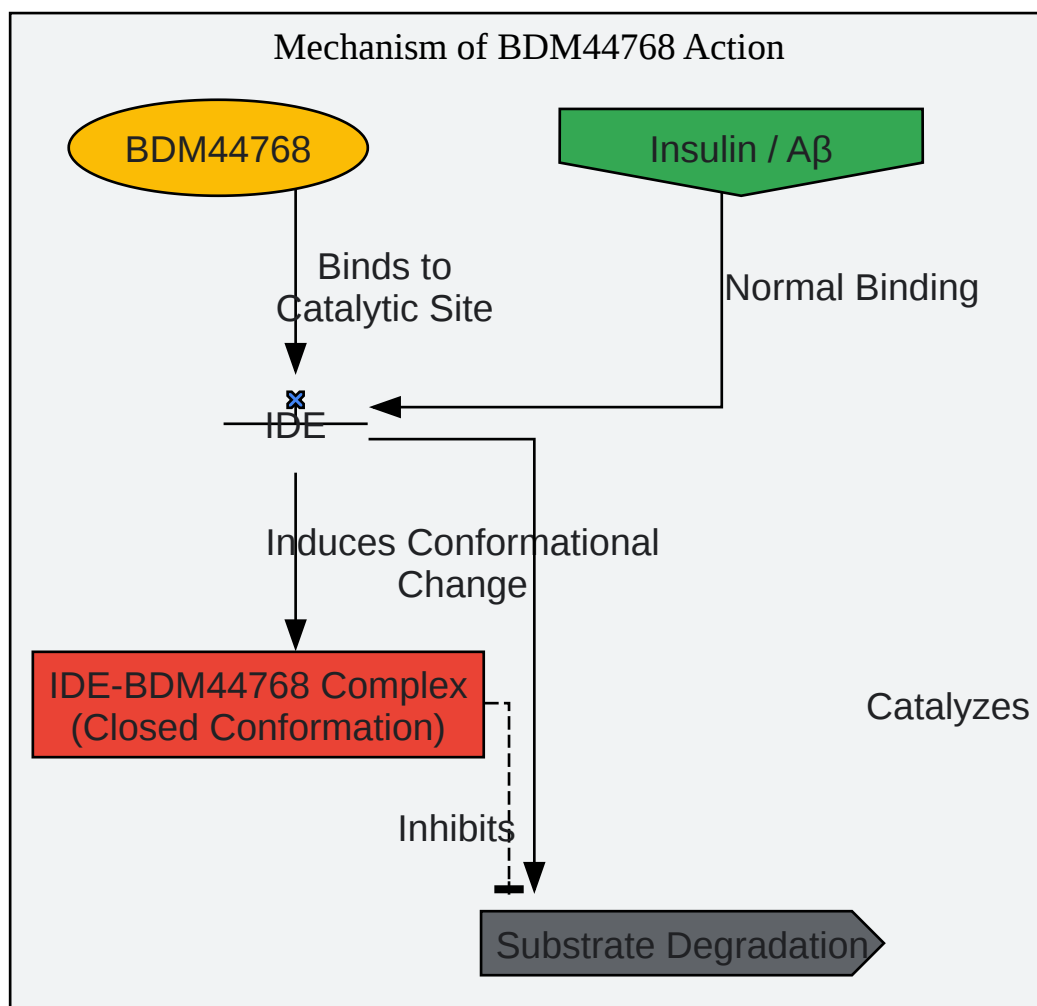 Mechanism of BDM44768 Action
BDM44768
Insulin / Aβ
Binds to
Catalytic Site
Normal Binding
IDE
Induces Conformational
Change
IDE-BDM44768 Complex
(Closed Conformation)
Catalyzes
Inhibits
Substrate Degradation